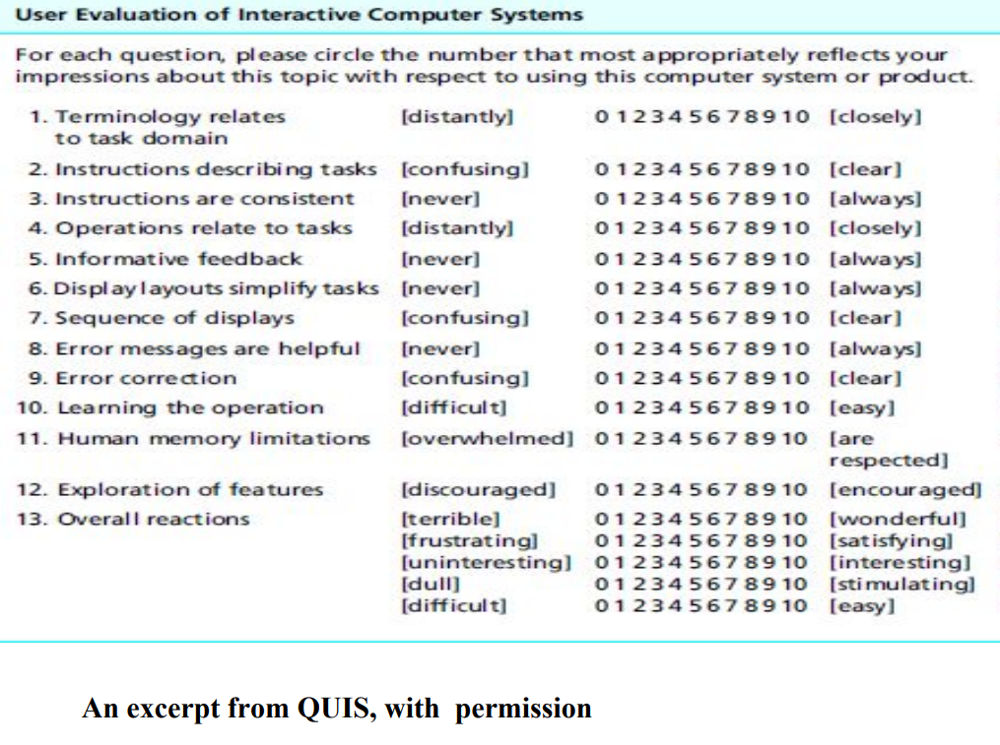 User Evaluation of Interactive Computer Systems
For each question, please circle the number that most appropriately reflects your
impressions about this topic with respect to using this computer system or product.
1. Terminology relates [distantly] 0 1 2 3 4 5 6 7 8 9 10 [closely]
to task domain
2. Instructions describing tasks [confusing] 0 1 2 3 4 5 6 7 8 9 10 [clear]
3. Instructions are consistent [never] 0 1 2 3 4 5 6 7 8 9 10 [always]
4. Operations relate to tasks [distantly] 0 1 2 3 4 5 6 7 8 9 10 [closely]
5. Informative feedback [never] 0 1 2 3 4 5 6 7 8 9 10 [always]
6. Display layouts simplify tasks [never] 0 1 2 3 4 5 6 7 8 9 10 [always]
7. Sequence of displays [confusing] 0 1 2 3 4 5 6 7 8 9 10 [clear]
8. Error messages are helpful [never] 0 1 2 3 4 5 6 7 8 9 10 [always]
9. Error correction [confusing] 0 1 2 3 4 5 6 7 8 9 10 [clear]
10. Learning the operation [difficult] 0 1 2 3 4 5 6 7 8 9 10 [easy]
11. Human memory limitations [overwhelmed] 0 1 2 3 4 5 6 7 8 9 10 [are
respected]
12. Exploration of features [discouraged] 0 1 2 3 4 5 6 7 8 9 10 [encouraged]
13. Overall reactions [terrible] 0 1 2 3 4 5 6 7 8 9 10 [wonderful]
[frustrating] 0 1 2 3 4 5 6 7 8 9 10 [satisfying]
[uninteresting] 0 1 2 3 4 5 6 7 8 9 10 [interesting]
[dull] 0 1 2 3 4 5 6 7 8 9 10 [stimulating]
[difficult] 0 1 2 3 4 5 6 7 8 9 10 [easy]
An excerpt from QUIS, with permission